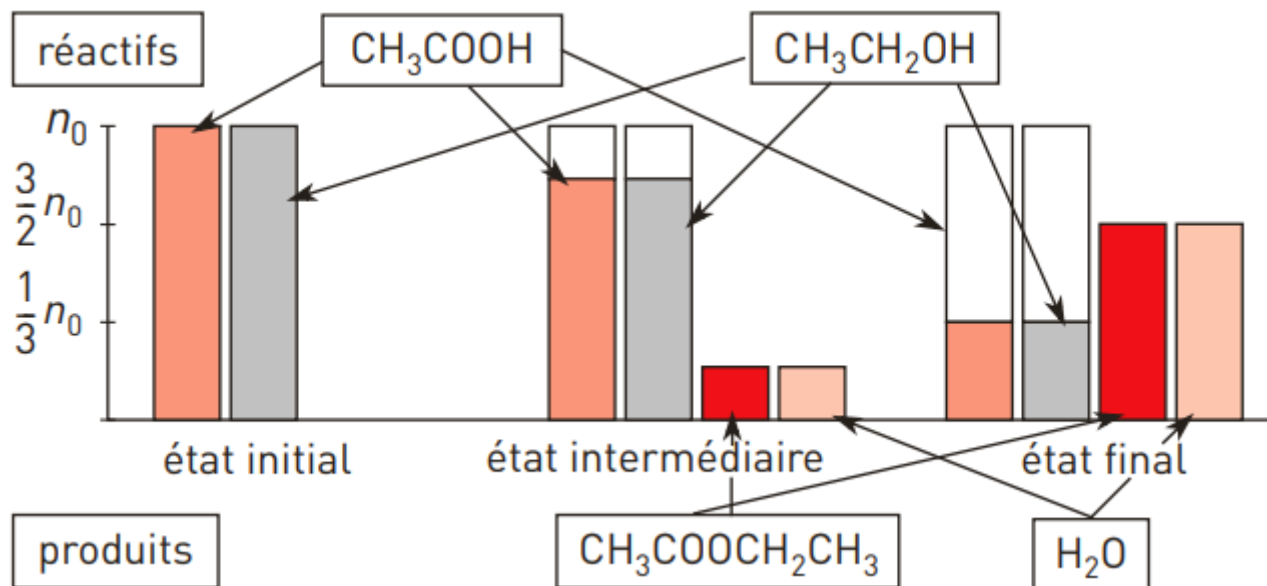 réactifs
CH₃COOH
CH₃CH₂OH
n₀
3/2 n₀
1/3 n₀
état initial
état intermédiaire
état final
produits
CH₃COOCH₂CH₃
H₂O